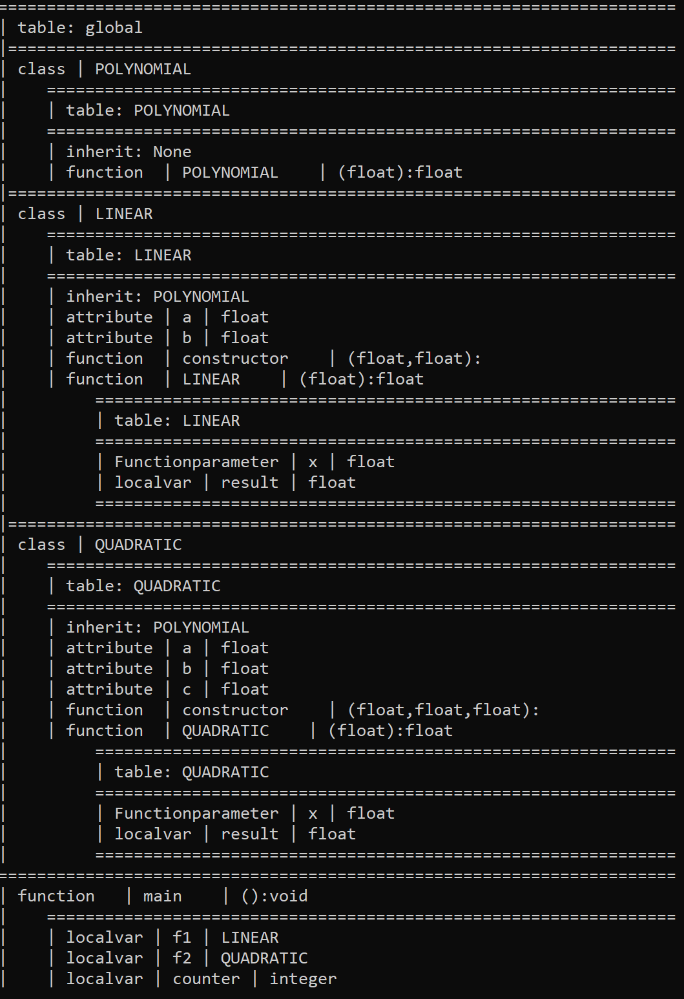 ======================================================================
| table: global
|=====================================================================
| class | POLYNOMIAL
|    =================================================================
|    | table: POLYNOMIAL
|    =================================================================
|    | inherit: None
|    | function  | POLYNOMIAL    | (float):float
|=====================================================================
| class | LINEAR
|    =================================================================
|    | table: LINEAR
|    =================================================================
|    | inherit: POLYNOMIAL
|    | attribute | a | float
|    | attribute | b | float
|    | function  | constructor    | (float,float):
|    | function  | LINEAR    | (float):float
|         ============================================================
|         | table: LINEAR
|         ============================================================
|         | Functionparameter | x | float
|         | localvar | result | float
|         ============================================================
|=====================================================================
| class | QUADRATIC
|    =================================================================
|    | table: QUADRATIC
|    =================================================================
|    | inherit: POLYNOMIAL
|    | attribute | a | float
|    | attribute | b | float
|    | attribute | c | float
|    | function  | constructor    | (float,float,float):
|    | function  | QUADRATIC    | (float):float
|         ============================================================
|         | table: QUADRATIC
|         ============================================================
|         | Functionparameter | x | float
|         | localvar | result | float
|         ============================================================
======================================================================
| function   | main    | ():void
|    =================================================================
|    | localvar | f1 | LINEAR
|    | localvar | f2 | QUADRATIC
|    | localvar | counter | integer